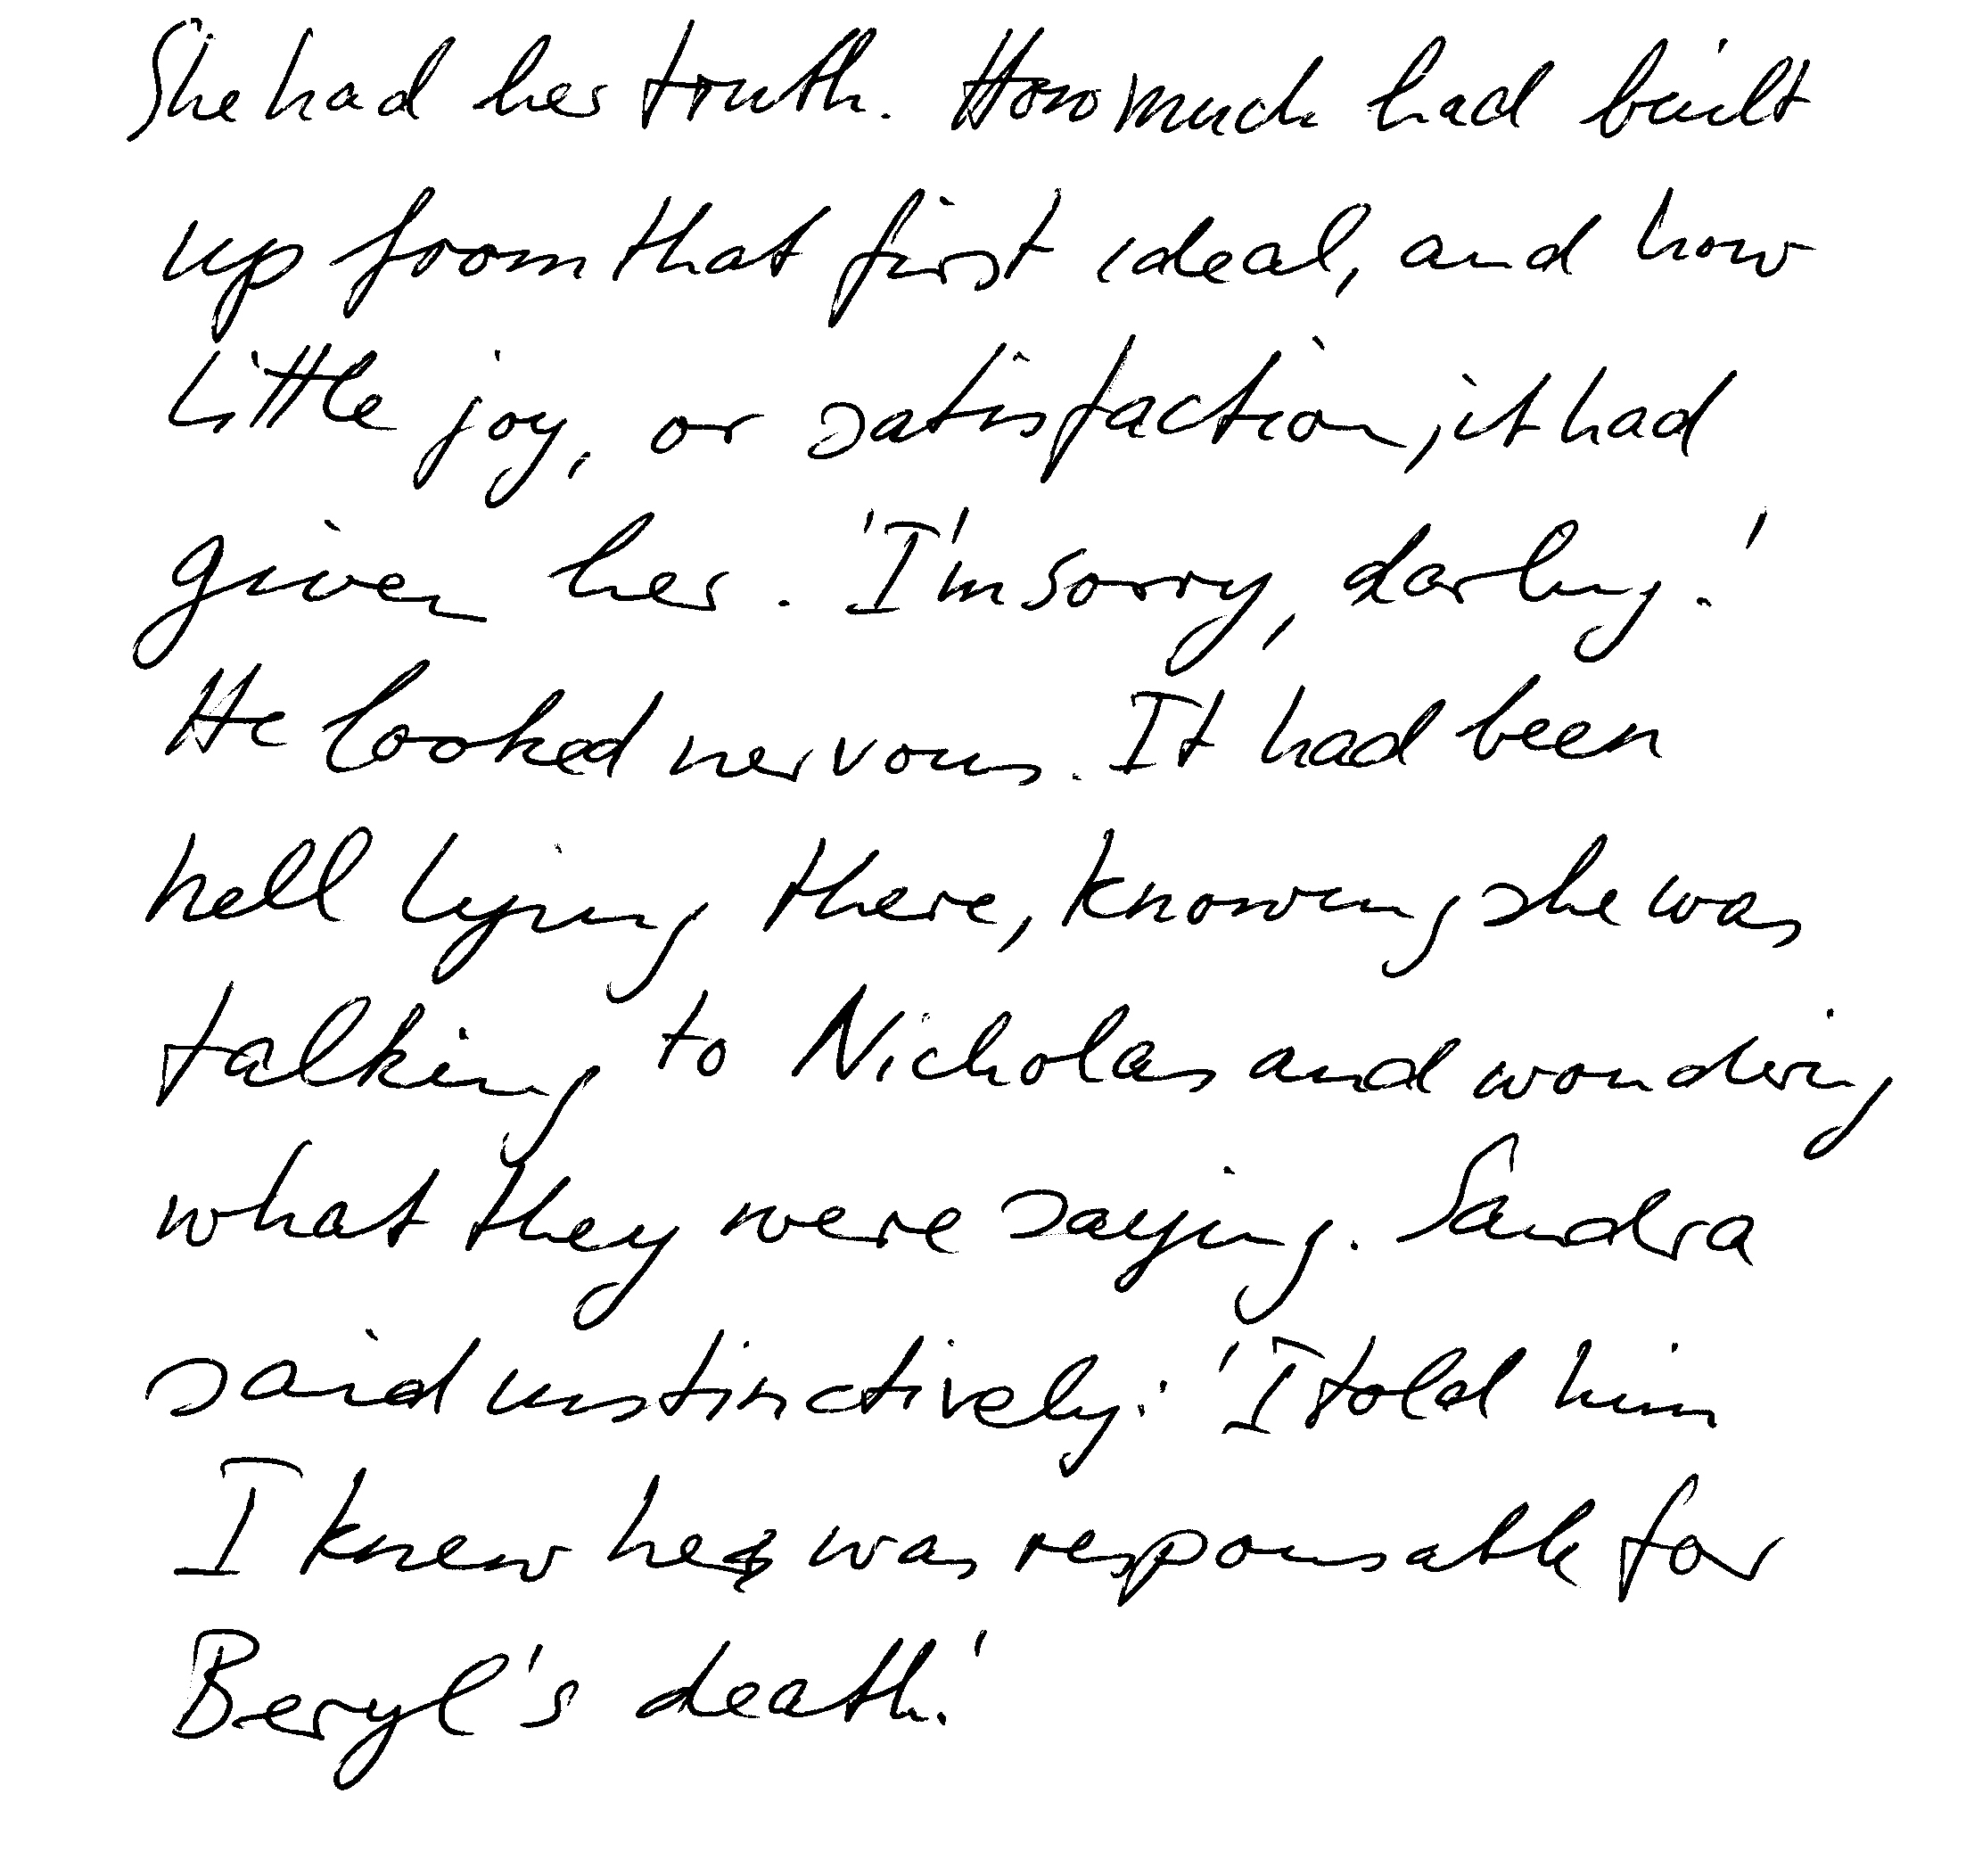 She had her truth. How much had built
up from that first ideal, and how
little joy, or satisfaction, it had
given her. 'I'm sorry, darling.'
He looked nervous. It had been
hell lying there, knowing she was
talking to Nicholas and wondering
what they were saying. Sandra
said instinctively: 'I told him
I knew he was responsable for
Beryl's death.'